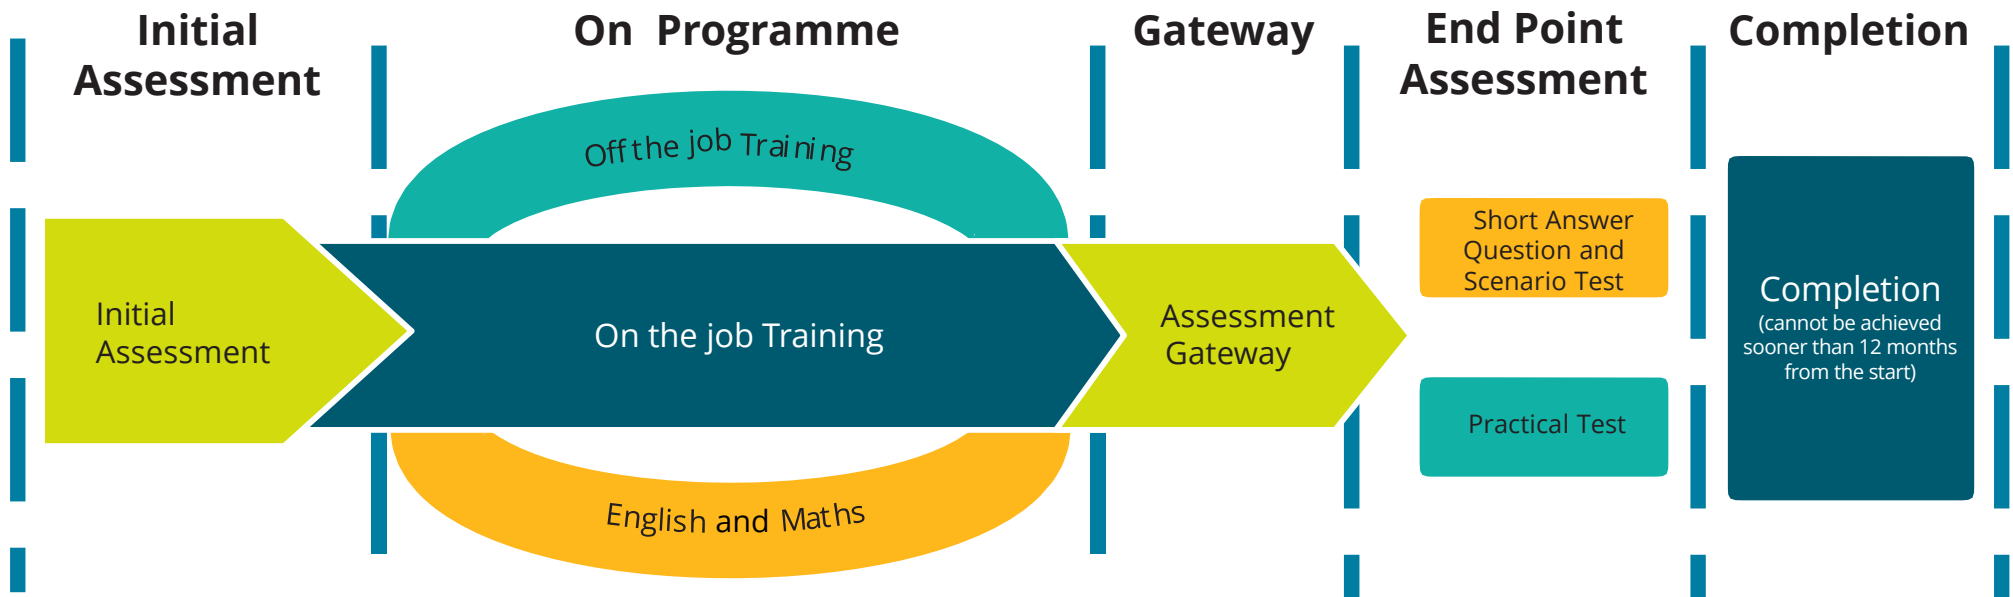 Initial
Assessment
On Programme
Gateway
End Point
Assessment
Completion
Off the job Training
Initial
Assessment
On the job Training
English and Maths
Assessment
Gateway
Short Answer
Question and
Scenario Test
Practical Test
Completion
(cannot be achieved
sooner than 12 months
from the start)